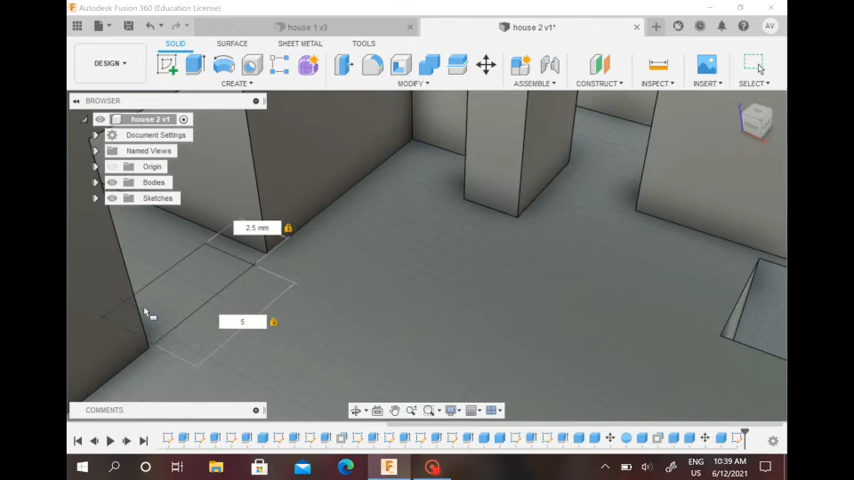 Autodesk Fusion 360 (Education License)
house 1 v3
house 2 v1*
AV
SOLID SURFACE SHEET METAL TOOLS
DESIGN
CREATE MODIFY ASSEMBLE CONSTRUCT INSPECT INSERT SELECT
BROWSER
house 2 v1
Document Settings
Named Views
Origin
Bodies
Sketches
2.5 mm
5
COMMENTS
ENG
US
10:39 AM
6/12/2021